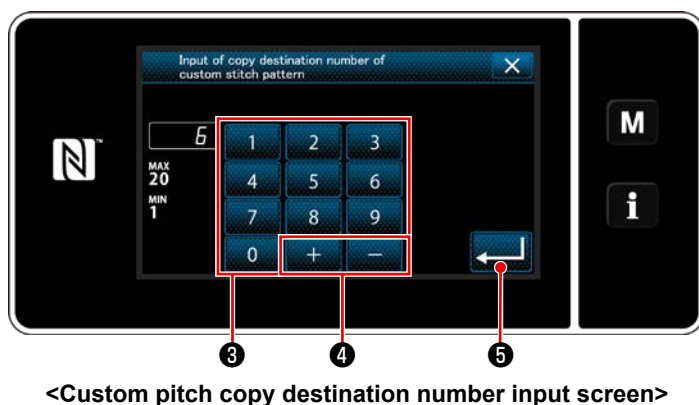 Input of copy destination number of
custom stitch pattern
6
MAX
20
MIN
1
1 2 3
4 5 6
7 8 9
0 + −
M
i
N
™
❸ ❹ ❺
<Custom pitch copy destination number input screen>